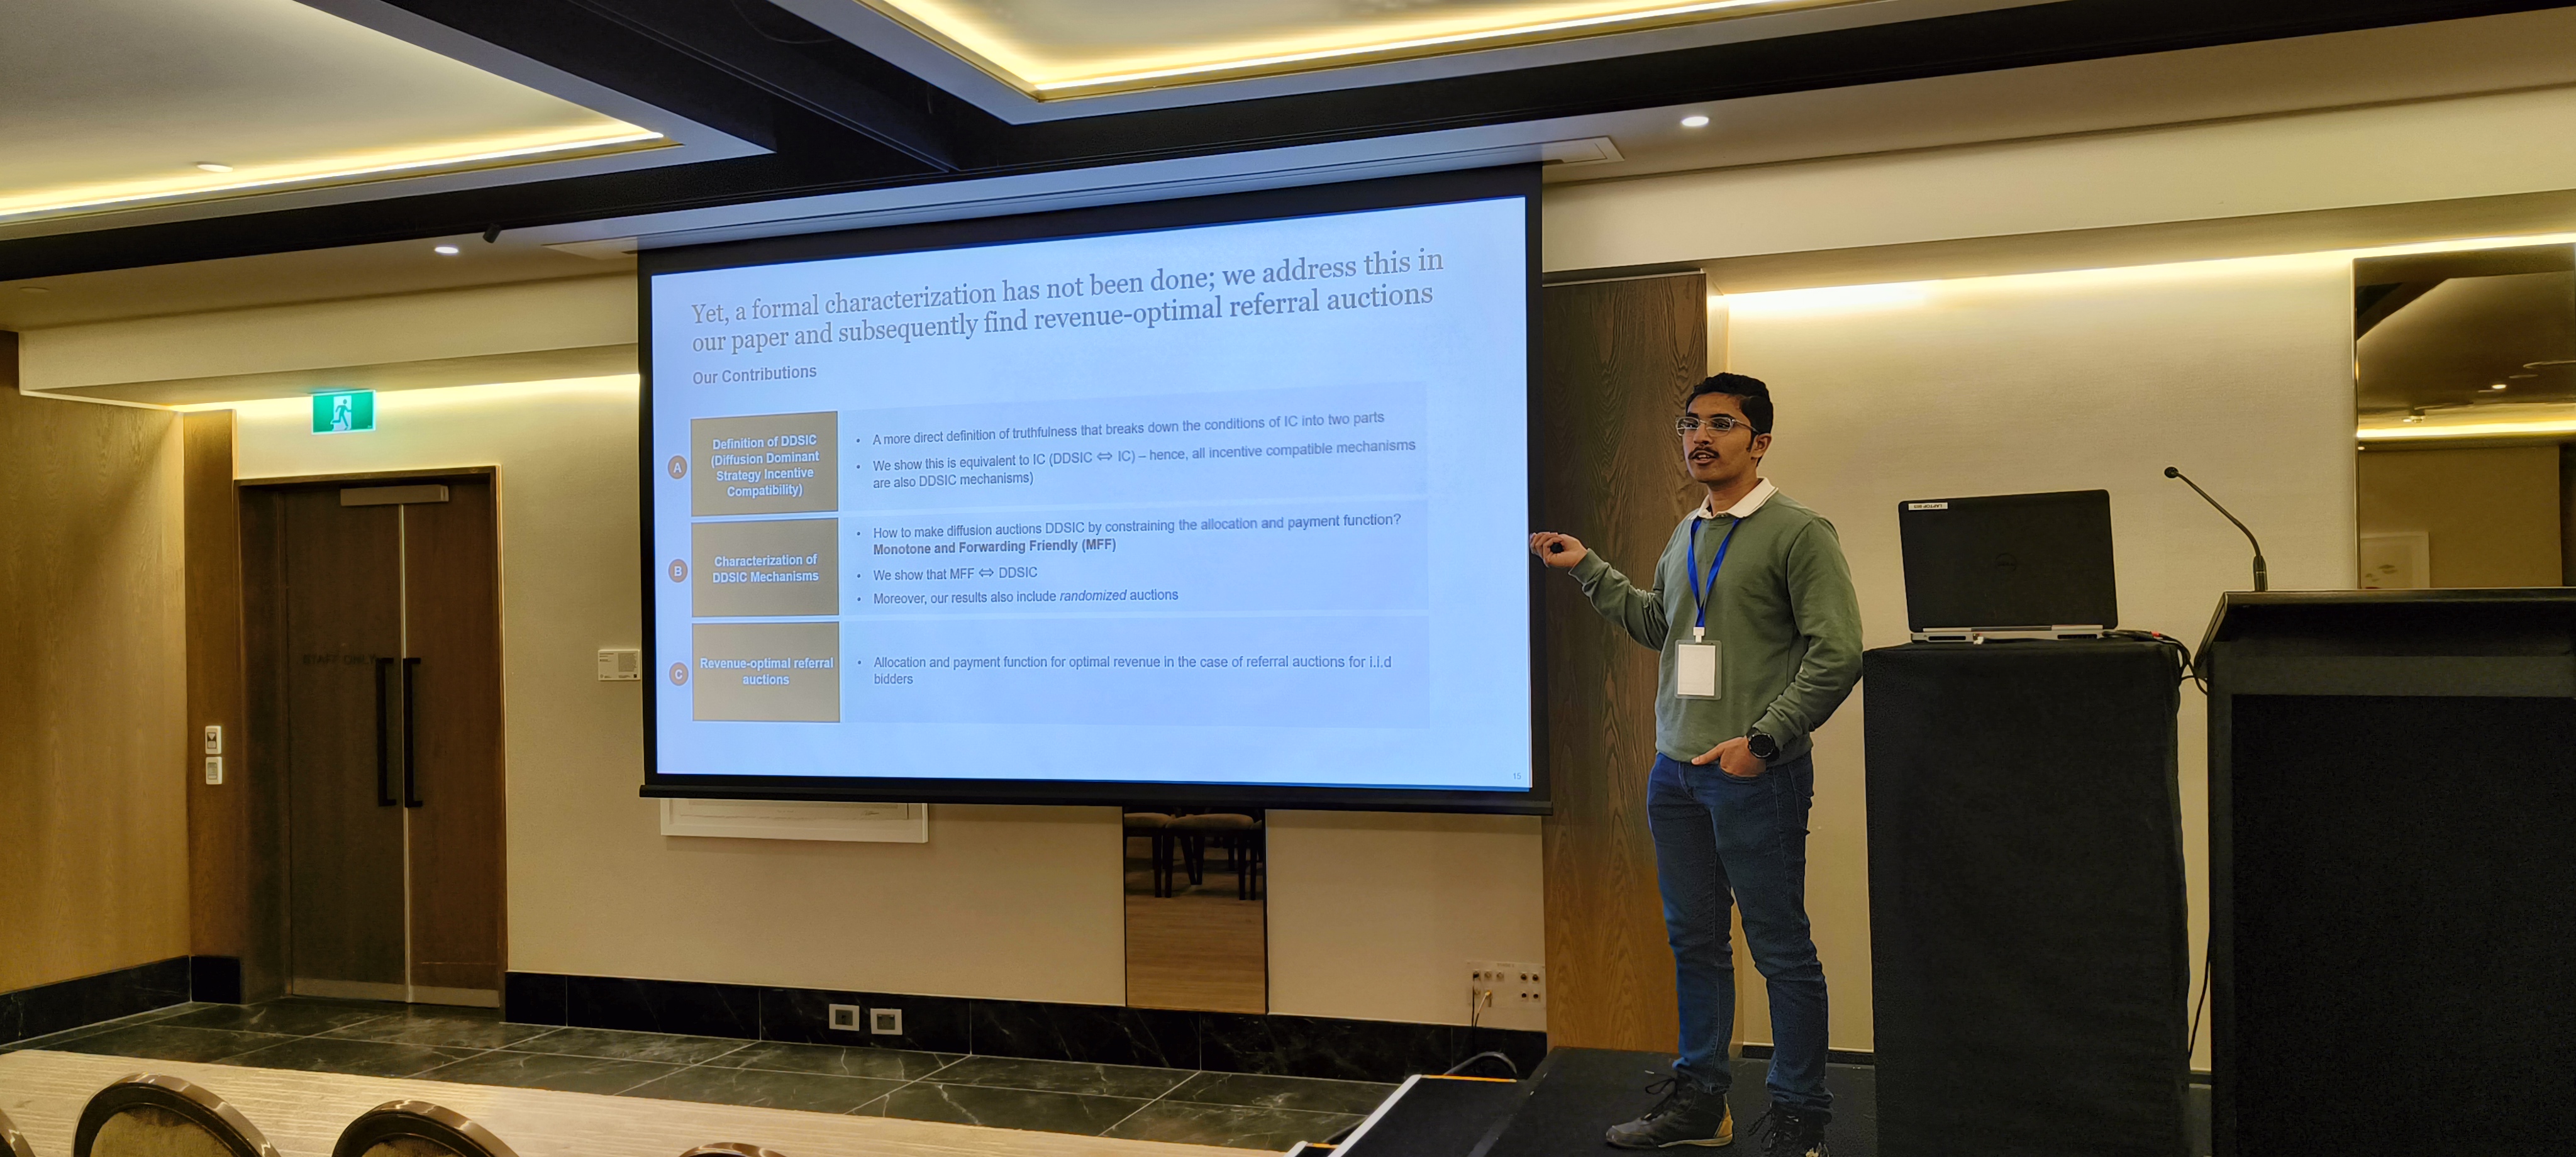 Yet, a formal characterization has not been done; we address this in
our paper and subsequently find revenue-optimal referral auctions
Our Contributions
A
Definition of DDSIC
(Diffusion Dominant
Strategy Incentive
Compatibility)
• A more direct definition of truthfulness that breaks down the conditions of IC into two parts
• We show this is equivalent to IC (DDSIC ⇔ IC) – hence, all incentive compatible mechanisms
are also DDSIC mechanisms)
B
Characterization of
DDSIC Mechanisms
• How to make diffusion auctions DDSIC by constraining the allocation and payment function?
Monotone and Forwarding Friendly (MFF)
• We show that MFF ⇔ DDSIC
• Moreover, our results also include randomized auctions
C
Revenue-optimal referral
auctions
• Allocation and payment function for optimal revenue in the case of referral auctions for i.i.d
bidders
15
STAFF ONLY